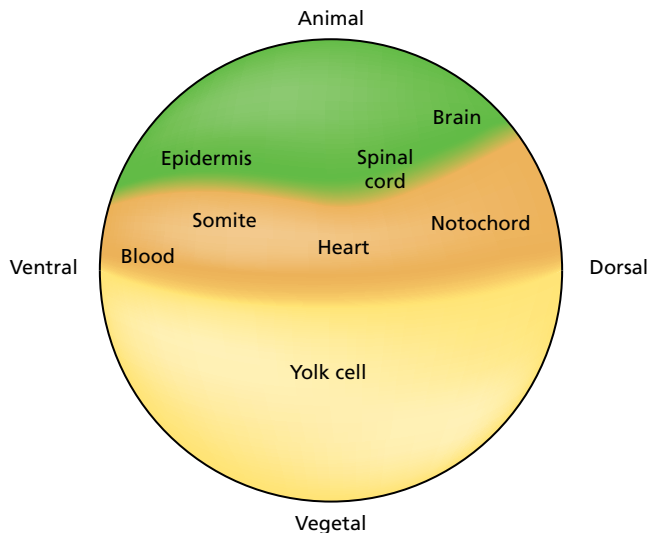 Animal
Brain
Epidermis
Spinal
cord
Somite
Notochord
Heart
Blood
Ventral
Dorsal
Yolk cell
Vegetal